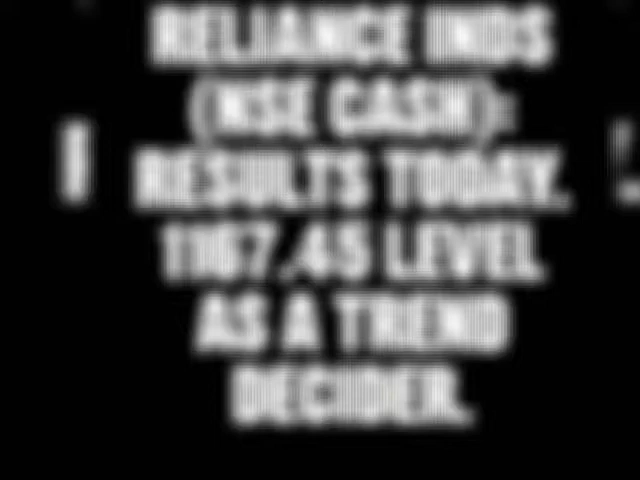 RELIANCE INDS
(NSE CASH):
RESULTS TODAY.
1167.45 LEVEL
AS A TREND
DECIDER.